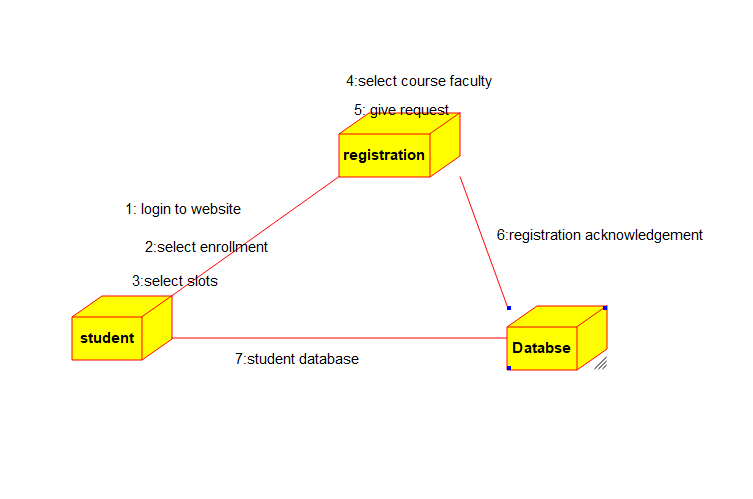 4:select course faculty
5: give request
registration
1: login to website
6:registration acknowledgement
2:select enrollment
3:select slots
student
Databse
7:student database